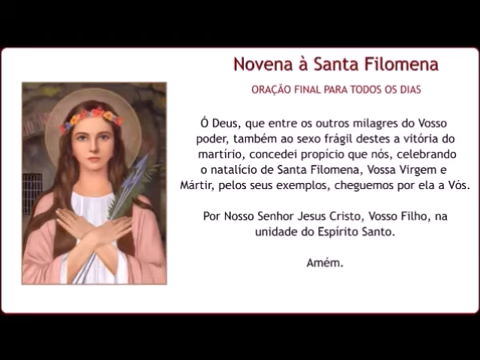 Novena à Santa Filomena
ORAÇÃO FINAL PARA TODOS OS DIAS
Ó Deus, que entre os outros milagres do Vosso
poder, também ao sexo frágil destes a vitória do
martírio, concedei propício que nós, celebrando
o natalício de Santa Filomena, Vossa Virgem e
Mártir, pelos seus exemplos, cheguemos por ela a Vós.
Por Nosso Senhor Jesus Cristo, Vosso Filho, na
unidade do Espírito Santo.
Amém.